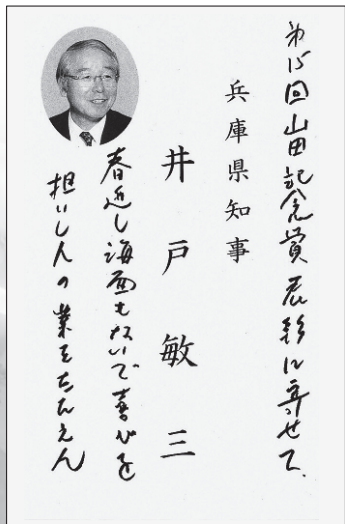 第15回山田記念賞表彰に寄せて、
兵庫県知事
井戸敏三
春近し海面もないで喜びを
担いし人の業をたたえん